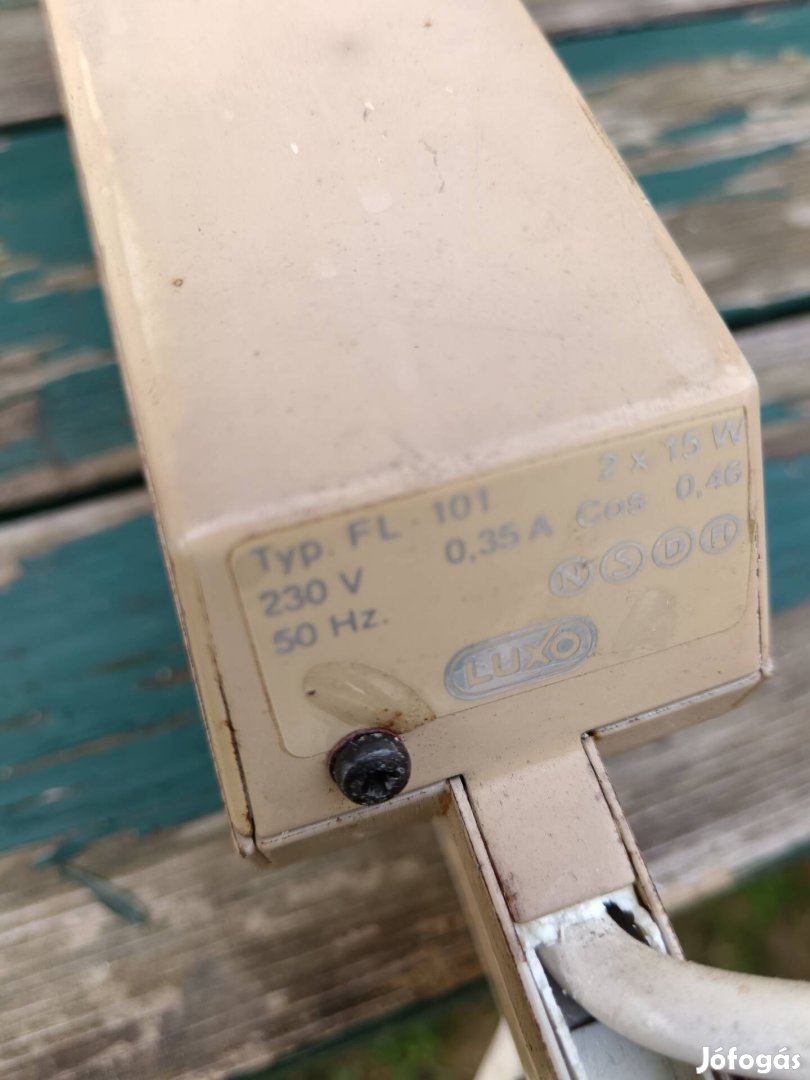 Typ. FL 101 2 x 15 W
230 V 0,35 A Cos 0,46
50 Hz. N S D
LUXO
Jófogás